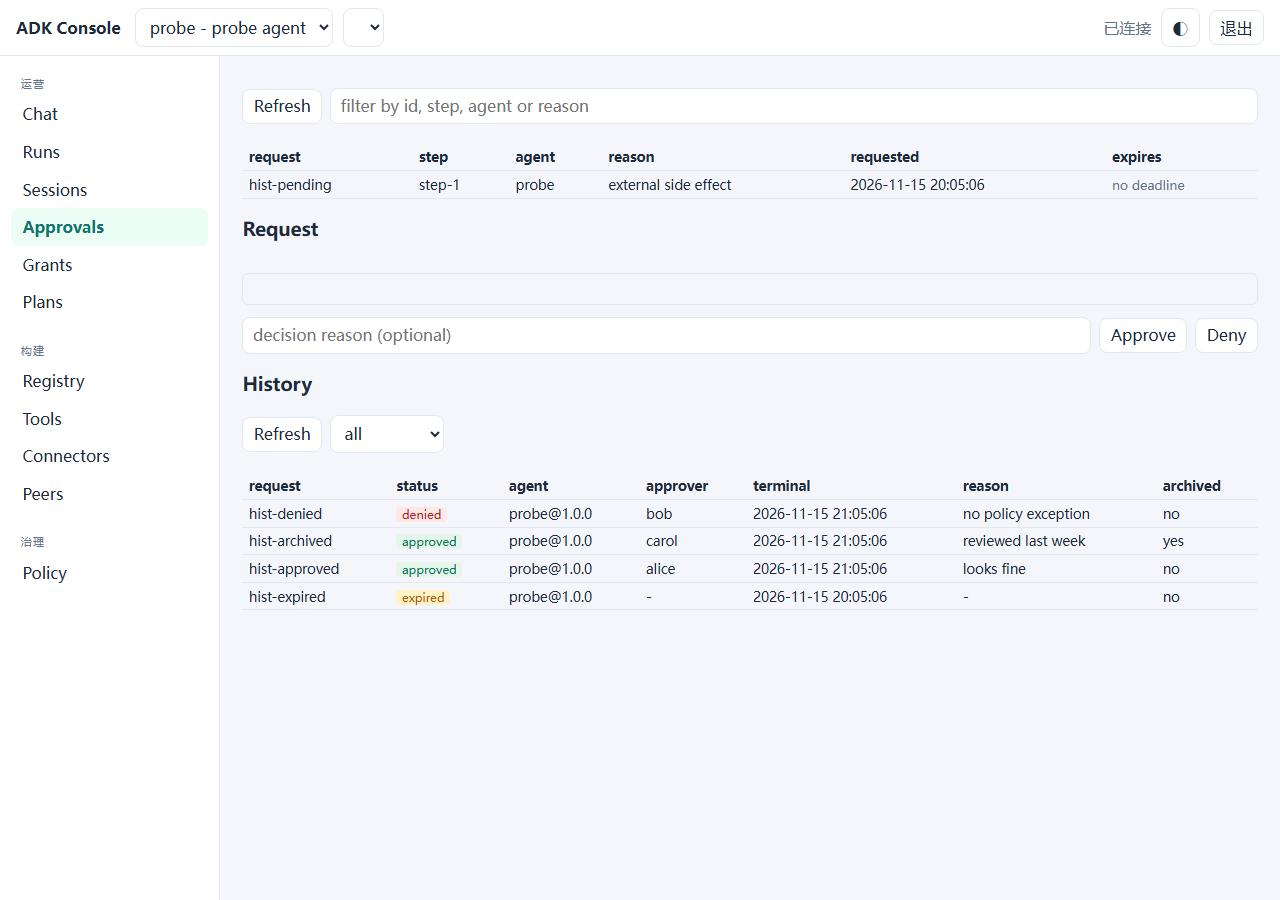 ADK Console probe - probe agent 已连接 退出
运营
Chat
Runs
Sessions
Approvals
Grants
Plans
构建
Registry
Tools
Connectors
Peers
治理
Policy
Refresh filter by id, step, agent or reason
request step agent reason requested expires
hist-pending step-1 probe external side effect 2026-11-15 20:05:06 no deadline
Request
decision reason (optional) Approve Deny
History
Refresh all
request status agent approver terminal reason archived
hist-denied denied probe@1.0.0 bob 2026-11-15 21:05:06 no policy exception no
hist-archived approved probe@1.0.0 carol 2026-11-15 21:05:06 reviewed last week yes
hist-approved approved probe@1.0.0 alice 2026-11-15 21:05:06 looks fine no
hist-expired expired probe@1.0.0 - 2026-11-15 20:05:06 - no